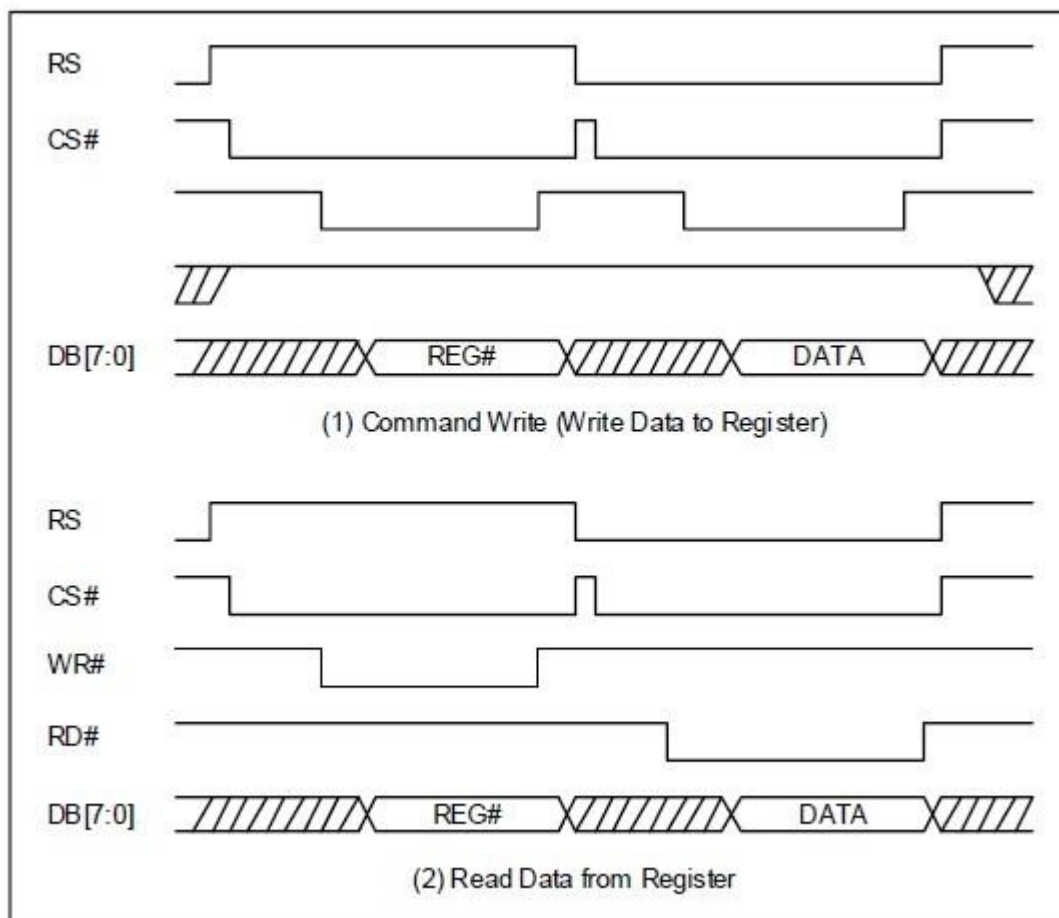 RS
CS#
DB[7:0] REG# DATA
(1) Command Write (Write Data to Register)
RS
CS#
WR#
RD#
DB[7:0] REG# DATA
(2) Read Data from Register